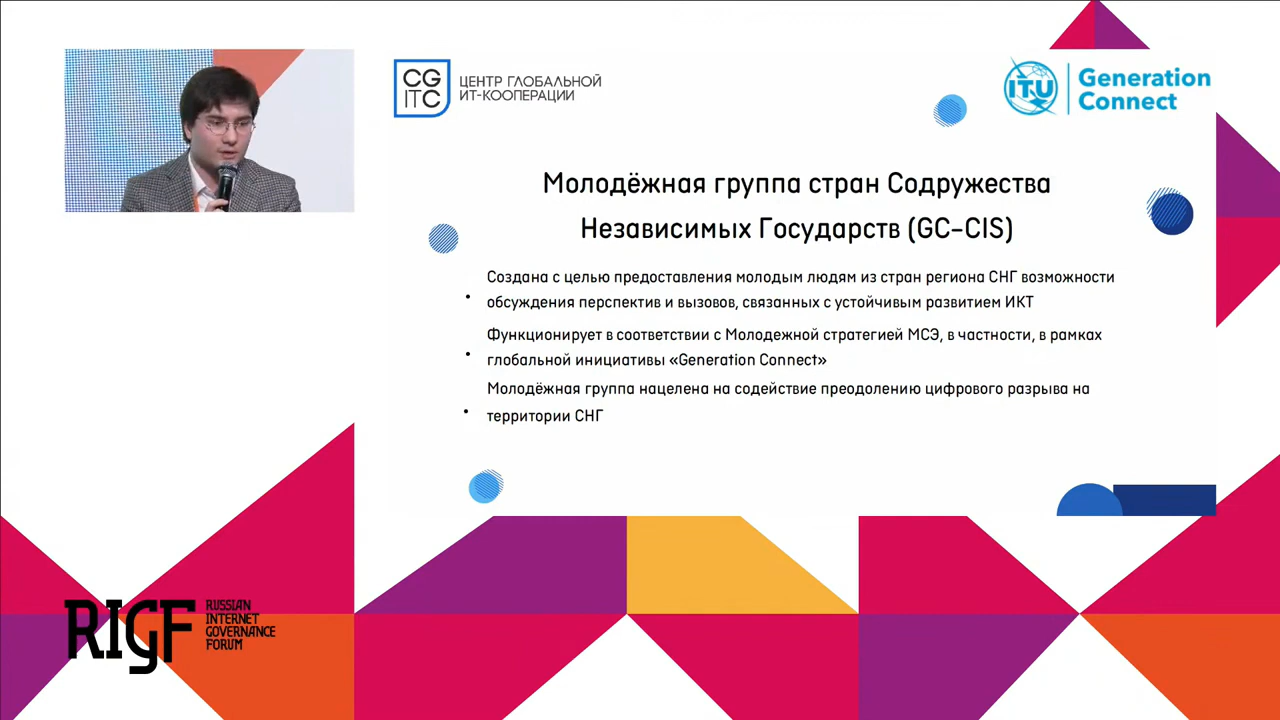 CG
ITC
ЦЕНТР ГЛОБАЛЬНОЙ
ИТ-КООПЕРАЦИИ
ITU
Generation
Connect
Молодёжная группа стран Содружества
Независимых Государств (GC-CIS)
• Создана с целью предоставления молодым людям из стран региона СНГ возможности
обсуждения перспектив и вызовов, связанных с устойчивым развитием ИКТ
• Функционирует в соответствии с Молодежной стратегией МСЭ, в частности, в рамках
глобальной инициативы «Generation Connect»
• Молодёжная группа нацелена на содействие преодолению цифрового разрыва на
территории СНГ
RIGF
RUSSIAN
INTERNET
GOVERNANCE
FORUM